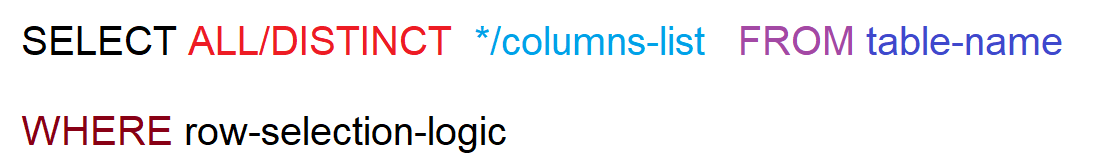 SELECT ALL/DISTINCT */columns-list FROM table-name
WHERE row-selection-logic